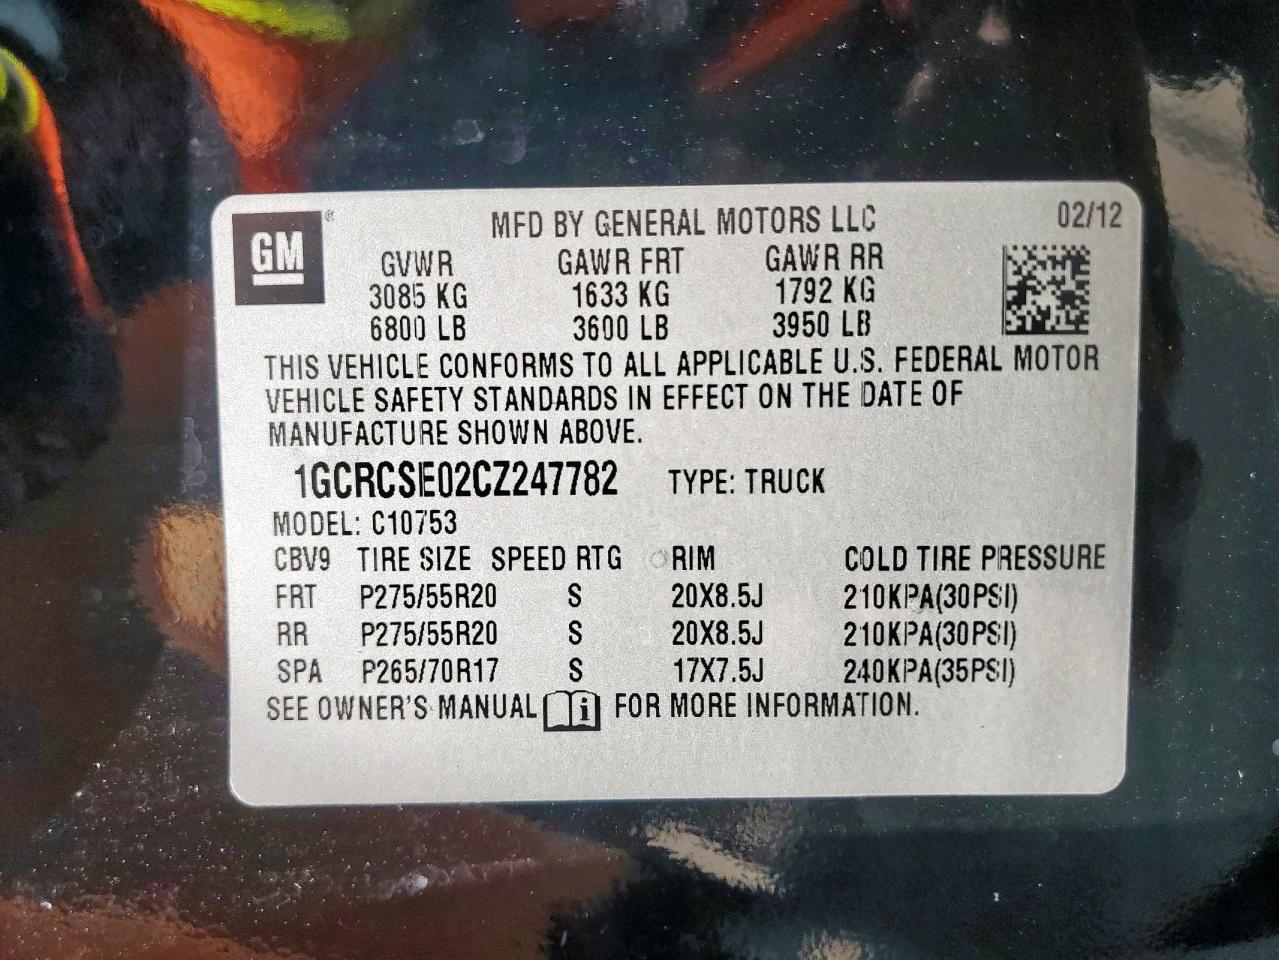 GM® MFD BY GENERAL MOTORS LLC 02/12
GVWR GAWR FRT GAWR RR
3085 KG 1633 KG 1792 KG
6800 LB 3600 LB 3950 LB
THIS VEHICLE CONFORMS TO ALL APPLICABLE U.S. FEDERAL MOTOR
VEHICLE SAFETY STANDARDS IN EFFECT ON THE DATE OF
MANUFACTURE SHOWN ABOVE.
1GCRCSE02CZ247782 TYPE: TRUCK
MODEL: C10753
CBV9 TIRE SIZE SPEED RTG RIM COLD TIRE PRESSURE
FRT P275/55R20 S 20X8.5J 210KPA(30PSI)
RR P275/55R20 S 20X8.5J 210KPA(30PSI)
SPA P265/70R17 S 17X7.5J 240KPA(35PSI)
SEE OWNER'S MANUAL i FOR MORE INFORMATION.